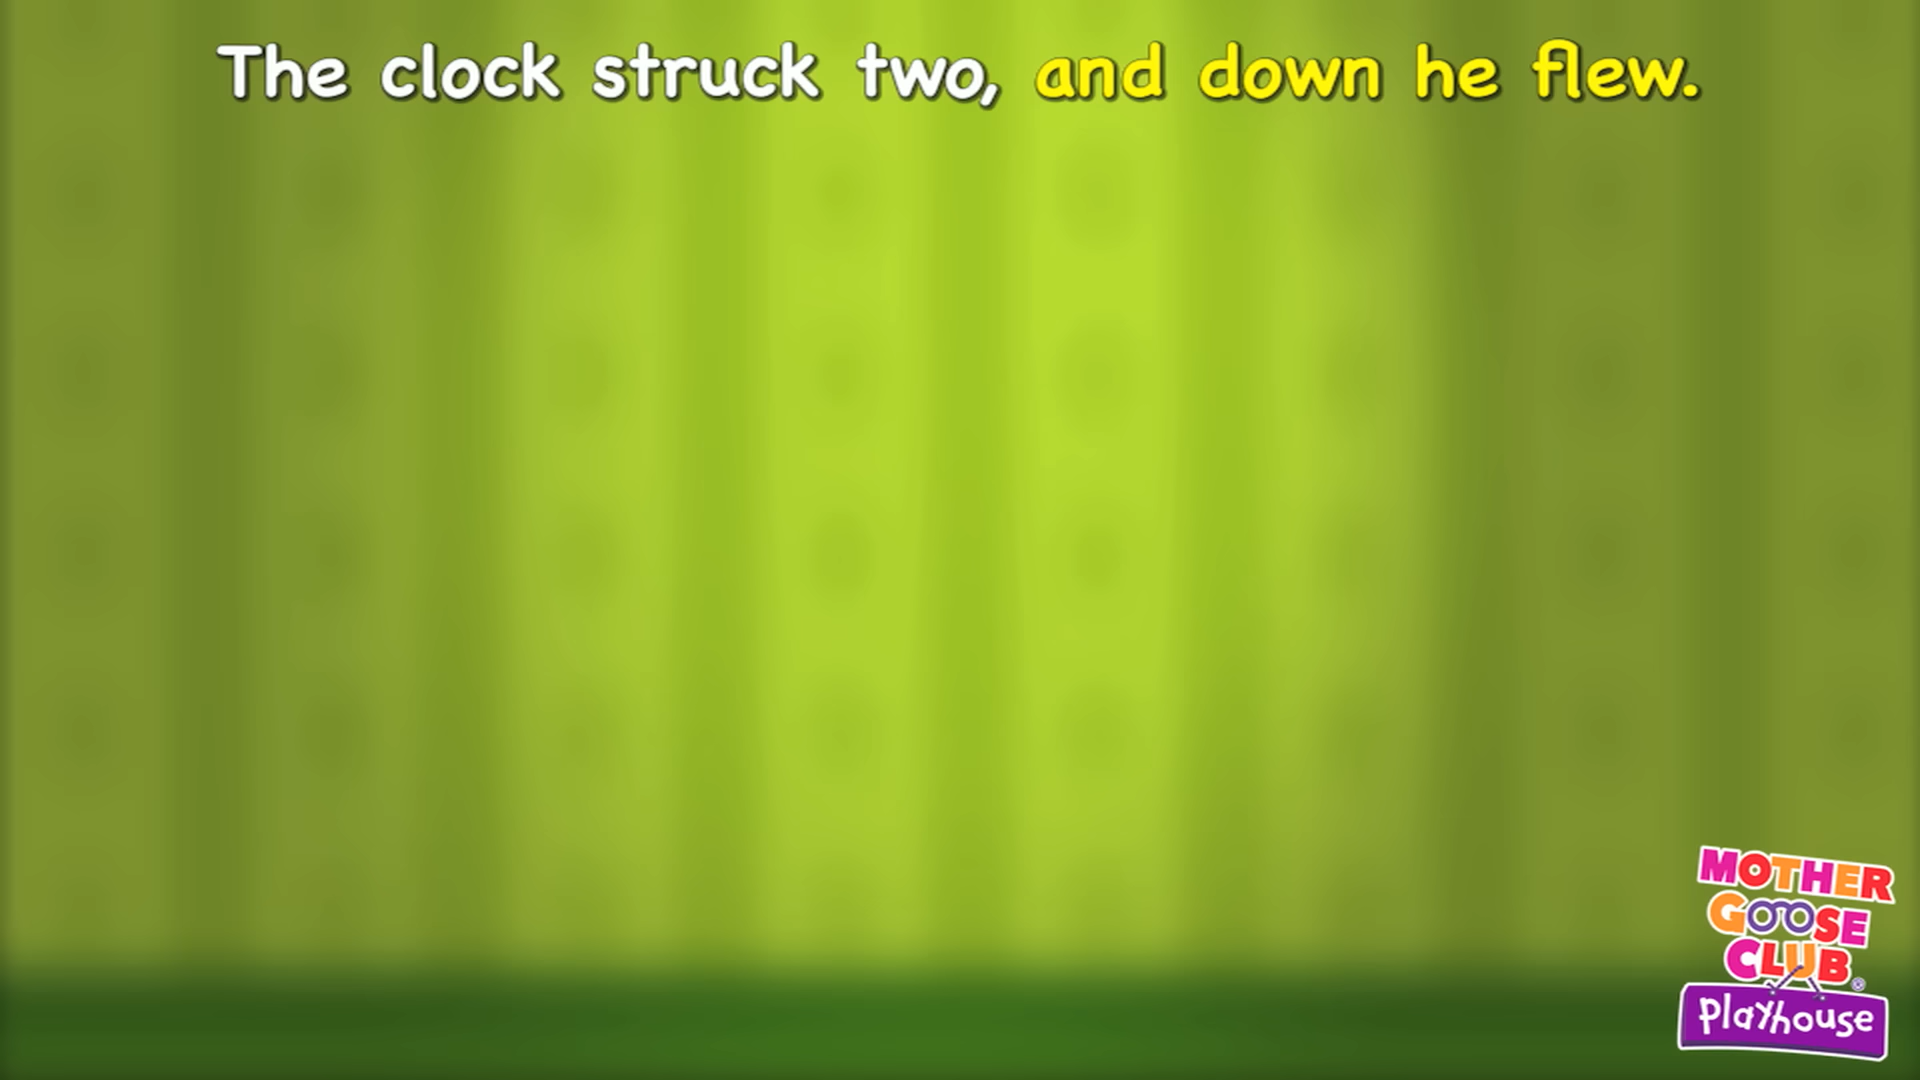 The clock struck two, and down he flew.
MOTHER
GOOSE
CLUB
Playhouse